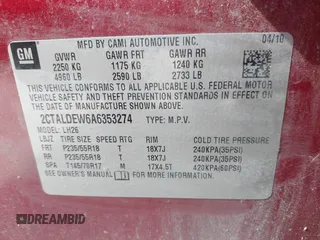 GM
MFD BY CAMI AUTOMOTIVE INC. 04/10
GVWR GAWR FRT GAWR RR
2250 KG 1175 KG 1240 KG
4960 LB 2590 LB 2733 LB
THIS VEHICLE CONFORMS TO ALL APPLICABLE U.S. FEDERAL MOTOR
VEHICLE SAFETY, BUMPER, AND THEFT PREVENTION STANDARDS IN
EFFECT ON THE DATE OF MANUFACTURE SHOWN ABOVE.
2CTALDEW6A6353274 TYPE: M.P.V.
LH26
TIRE SIZE SPEED RTG RIM COLD TIRE PRESSURE
FRT P235/55R18 T 18X7J 240KPA(35PSI)
RR P235/55R18 T 18X7J 240KPA(35PSI)
SPA T145/70R17 M 17X4.5T 420KPA(60PSI)
SEE OWNER'S MANUAL FOR ADDITIONAL INFORMATION.
DREAMBID